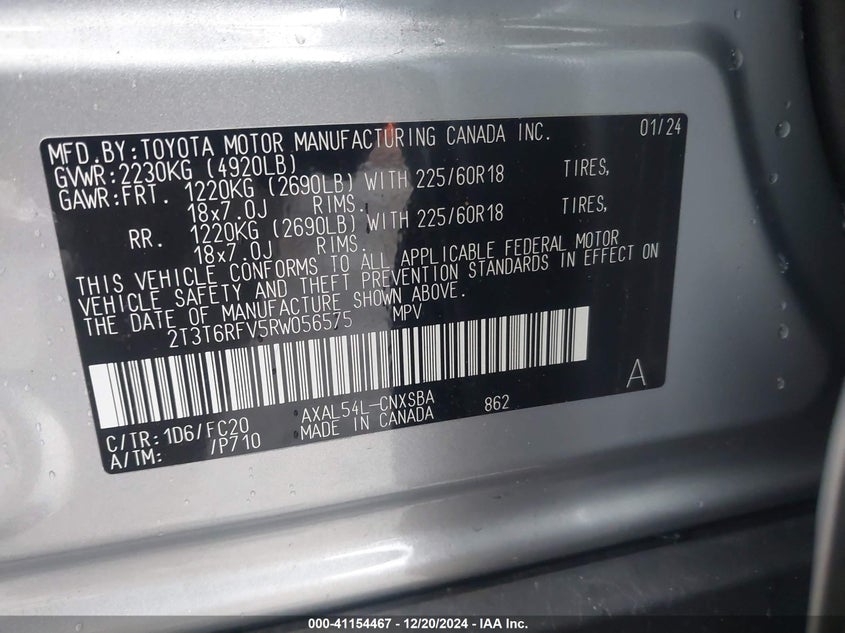 MFD.BY:TOYOTA MOTOR MANUFACTURING CANADA INC. 01/24
GVWR:2230KG (4920LB)
GAWR:FRT. 1220KG (2690LB) WITH 225/60R18 TIRES,
18x7.0J RIMS.
RR. 1220KG (2690LB) WITH 225/60R18 TIRES,
18x7.0J RIMS.
THIS VEHICLE CONFORMS TO ALL APPLICABLE FEDERAL MOTOR
VEHICLE SAFETY AND THEFT PREVENTION STANDARDS IN EFFECT ON
THE DATE OF MANUFACTURE SHOWN ABOVE.
2T3T6RFV5RW056575 MPV
A
C/TR:1D6/FC20 AXAL54L-CNXSBA 862
A/TM: /P710 MADE IN CANADA
000-41154467 • 12/20/2024 • IAA Inc.